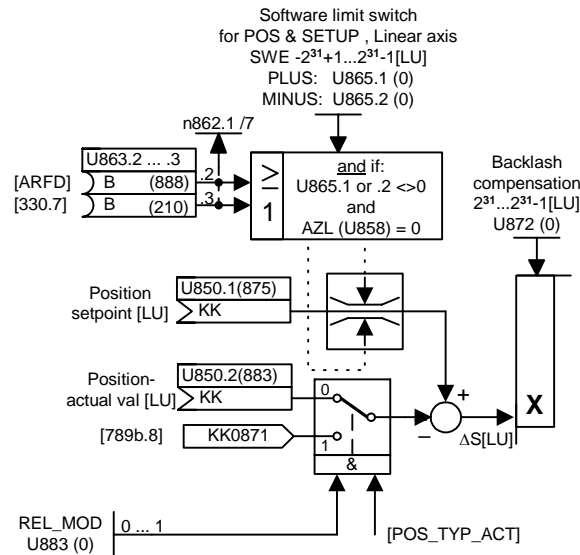 Software limit switch
for POS & SETUP , Linear axis
SWE -2³¹+1...2³¹-1[LU]
PLUS: U865.1 (0)
MINUS: U865.2 (0)
n862.1 /7
U863.2 ... .3
[ARFD] B (888) .2
[330.7] B (210) .3
≥
1
and if:
U865.1 or .2 <>0
and
AZL (U858) = 0
Backlash
compensation
2³¹...2³¹-1[LU]
U872 (0)
Position
setpoint [LU]
U850.1(875)
KK
Position-
actual val [LU]
U850.2(883)
KK
0
[789b.8] KK0871 1
&
+
−
ΔS[LU]
X
REL_MOD
U883 (0)
0 ... 1
[POS_TYP_ACT]